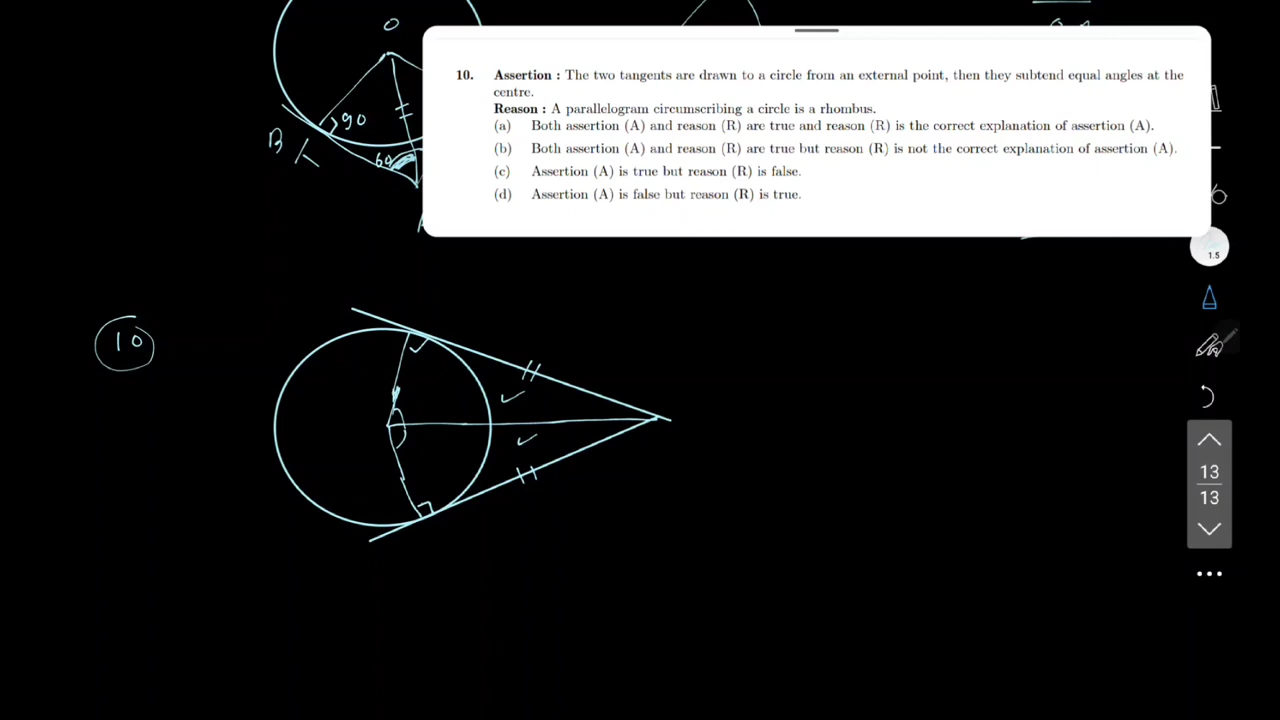 O
10. Assertion : The two tangents are drawn to a circle from an external point, then they subtend equal angles at the
centre.
Reason : A parallelogram circumscribing a circle is a rhombus.
(a) Both assertion (A) and reason (R) are true and reason (R) is the correct explanation of assertion (A).
(b) Both assertion (A) and reason (R) are true but reason (R) is not the correct explanation of assertion (A).
(c) Assertion (A) is true but reason (R) is false.
(d) Assertion (A) is false but reason (R) is true.
90
B
60
1.5
10
13
13